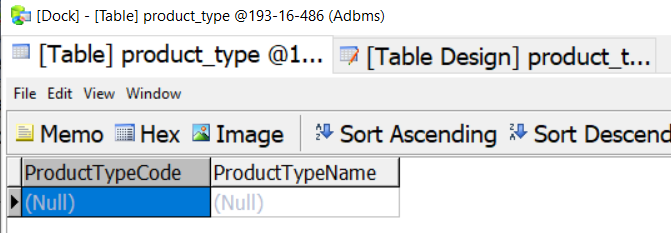 [Dock] - [Table] product_type @193-16-486 (Adbms)
[Table] product_type @1... [Table Design] product_t...
File Edit View Window
Memo Hex Image Sort Ascending Sort Descend
ProductTypeCode ProductTypeName
(Null) (Null)